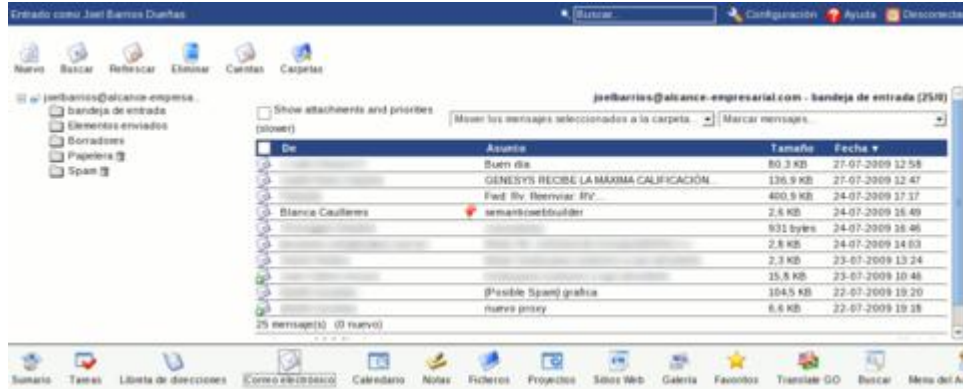 Entrado como Joel Barrios Dueñas
Buscar...
Configuración
Ayuda
Desconecta
Nuevo
Buscar
Refrescar
Eliminar
Cuentas
Carpetas
joelbarrios@alcance-empresa...
bandeja de entrada
Elementos enviados
Borradores
Papelera
Spam
joelbarrios@alcance-empresarial.com - bandeja de entrada (25/0)
Show attachments and priorities (slower)
Mover los mensajes seleccionados a la carpeta...
Marcar mensajes...
De Asunto Tamaño Fecha
Buen dia 80.3 KB 27-07-2009 12:58
GENESYS RECIBE LA MÁXIMA CALIFICACIÓN... 136.9 KB 27-07-2009 12:47
Fwd: Rv: Reenviar: RV:... 400.9 KB 24-07-2009 17:17
Blanca Caulleres semanticwebbuilder 2.6 KB 24-07-2009 16:49
931 bytes 24-07-2009 16:46
2.8 KB 24-07-2009 14:03
2.3 KB 23-07-2009 13:24
15.8 KB 23-07-2009 10:46
(Posible Spam) grafica 104.5 KB 22-07-2009 19:20
nuevo proxy 6.6 KB 22-07-2009 19:18
25 mensaje(s) (0 nuevo)
Sumario
Tareas
Libreta de direcciones
Correo electrónico
Calendario
Notas
Ficheros
Proyectos
Sitios Web
Galería
Favoritos
Translate GO
Buscar
Menu del A